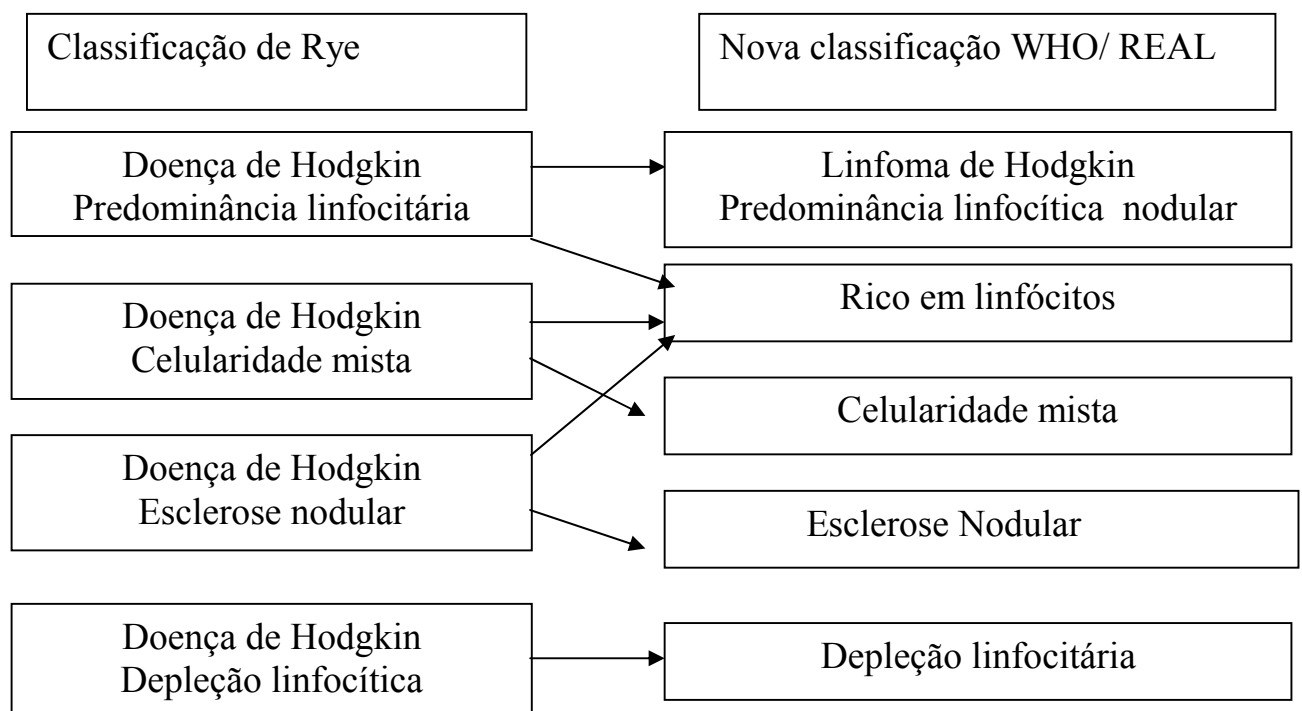 Classificação de Rye
Nova classificação WHO/ REAL
Doença de Hodgkin
Predominância linfocitária
Linfoma de Hodgkin
Predominância linfocítica nodular
Rico em linfócitos
Doença de Hodgkin
Celularidade mista
Celularidade mista
Doença de Hodgkin
Esclerose nodular
Esclerose Nodular
Doença de Hodgkin
Depleção linfocítica
Depleção linfocitária